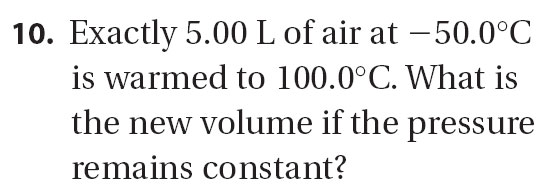 10. Exactly 5.00 L of air at −50.0°C
is warmed to 100.0°C. What is
the new volume if the pressure
remains constant?